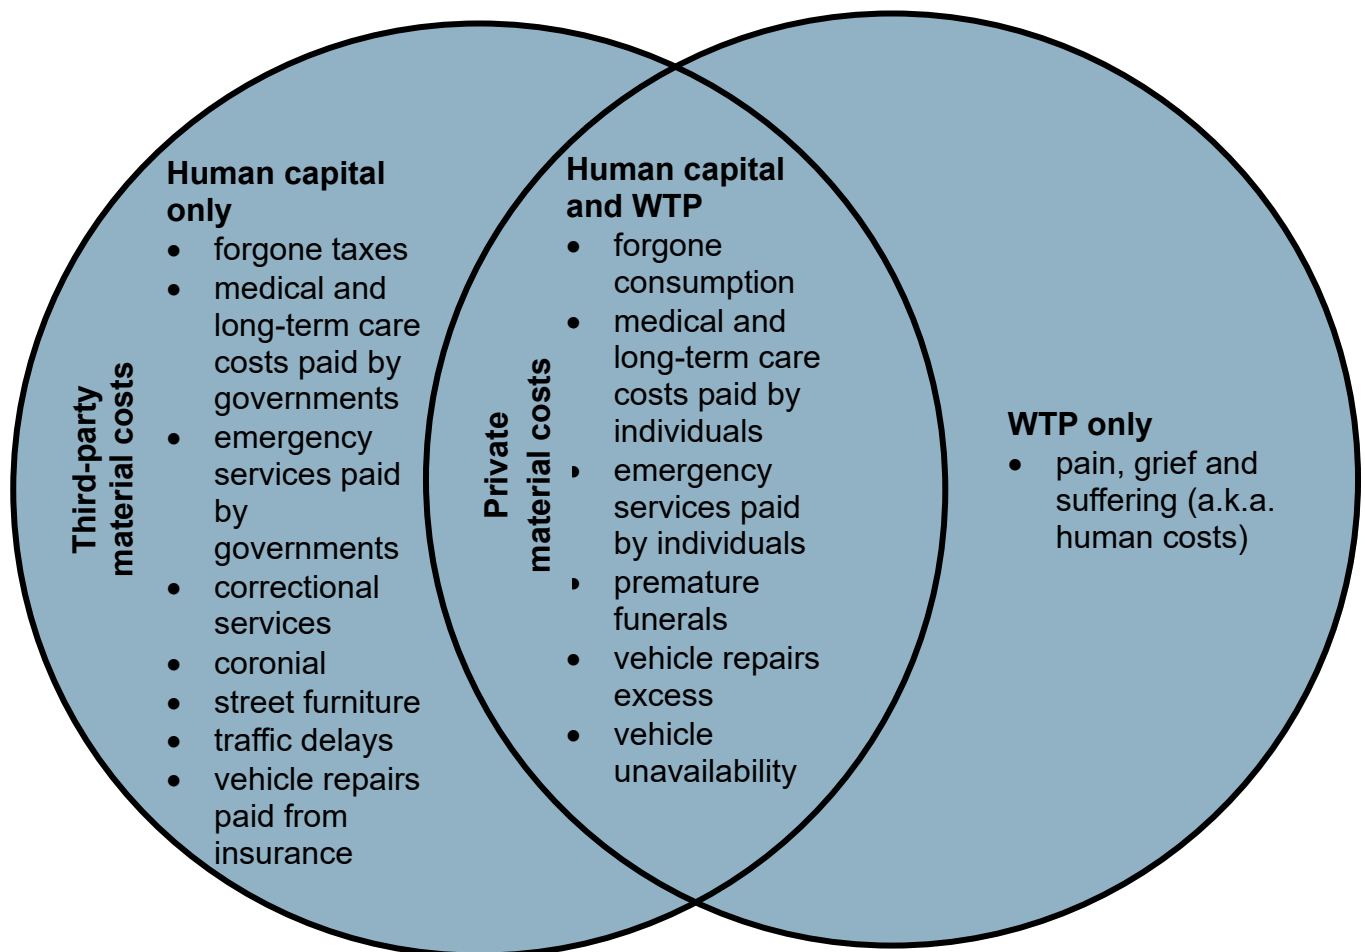 Third-party
material costs
Human capital
only
• forgone taxes
• medical and
long-term care
costs paid by
governments
• emergency
services paid
by
governments
• correctional
services
• coronial
• street furniture
• traffic delays
• vehicle repairs
paid from
insurance
Private
material costs
Human capital
and WTP
• forgone
consumption
• medical and
long-term care
costs paid by
individuals
• emergency
services paid
by individuals
• premature
funerals
• vehicle repairs
excess
• vehicle
unavailability
WTP only
• pain, grief and
suffering (a.k.a.
human costs)